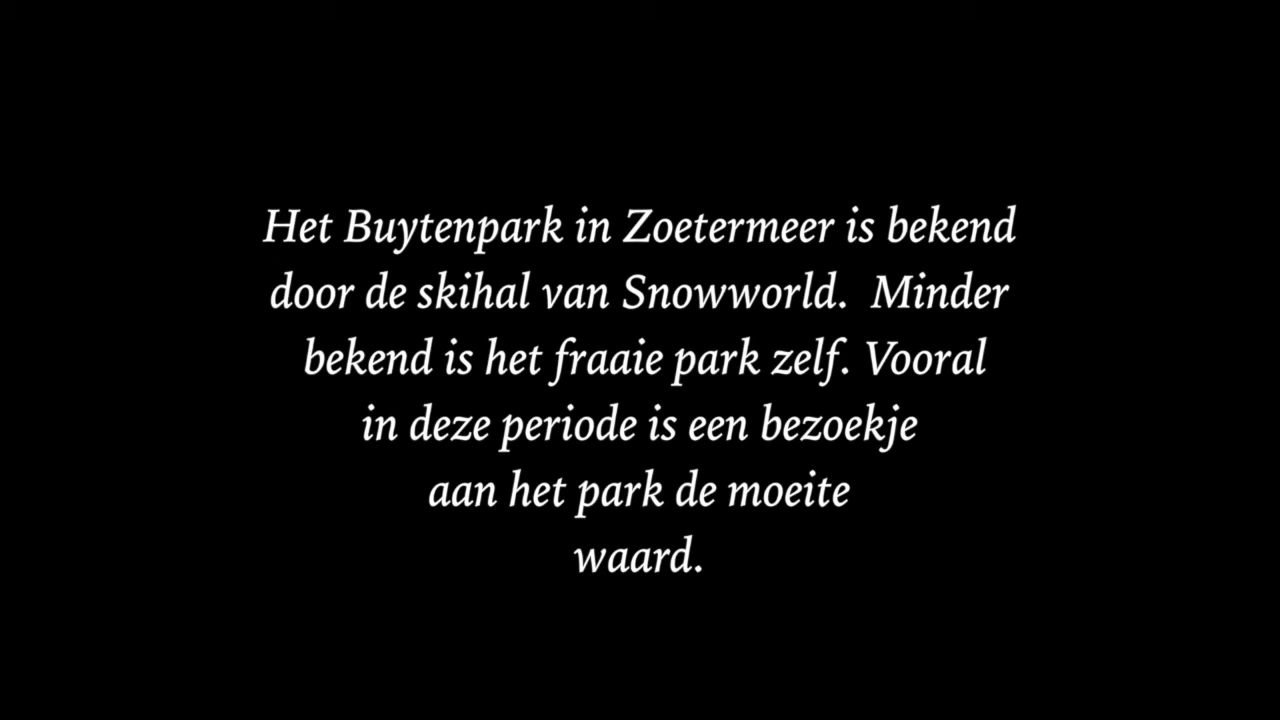 Het Buytenpark in Zoetermeer is bekend
door de skihal van Snowworld.  Minder
bekend is het fraaie park zelf. Vooral
in deze periode is een bezoekje
aan het park de moeite
waard.